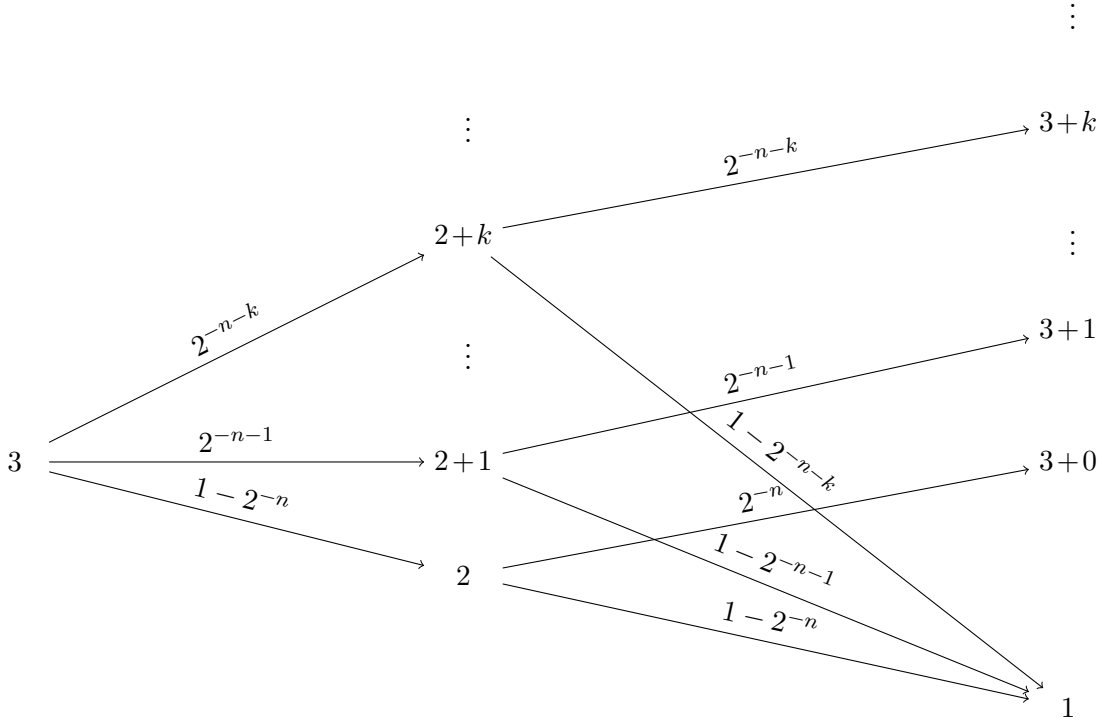 ⋮
3+k
2^{-n-k}
⋮
2+k
⋮
2^{-n-k}
3+1
⋮
2^{-n-1}
1 − 2^{-n-k}
2^{-n-1}
3
2+1
3+0
1 − 2^{-n}
2^{-n}
1 − 2^{-n-1}
2
1 − 2^{-n}
1